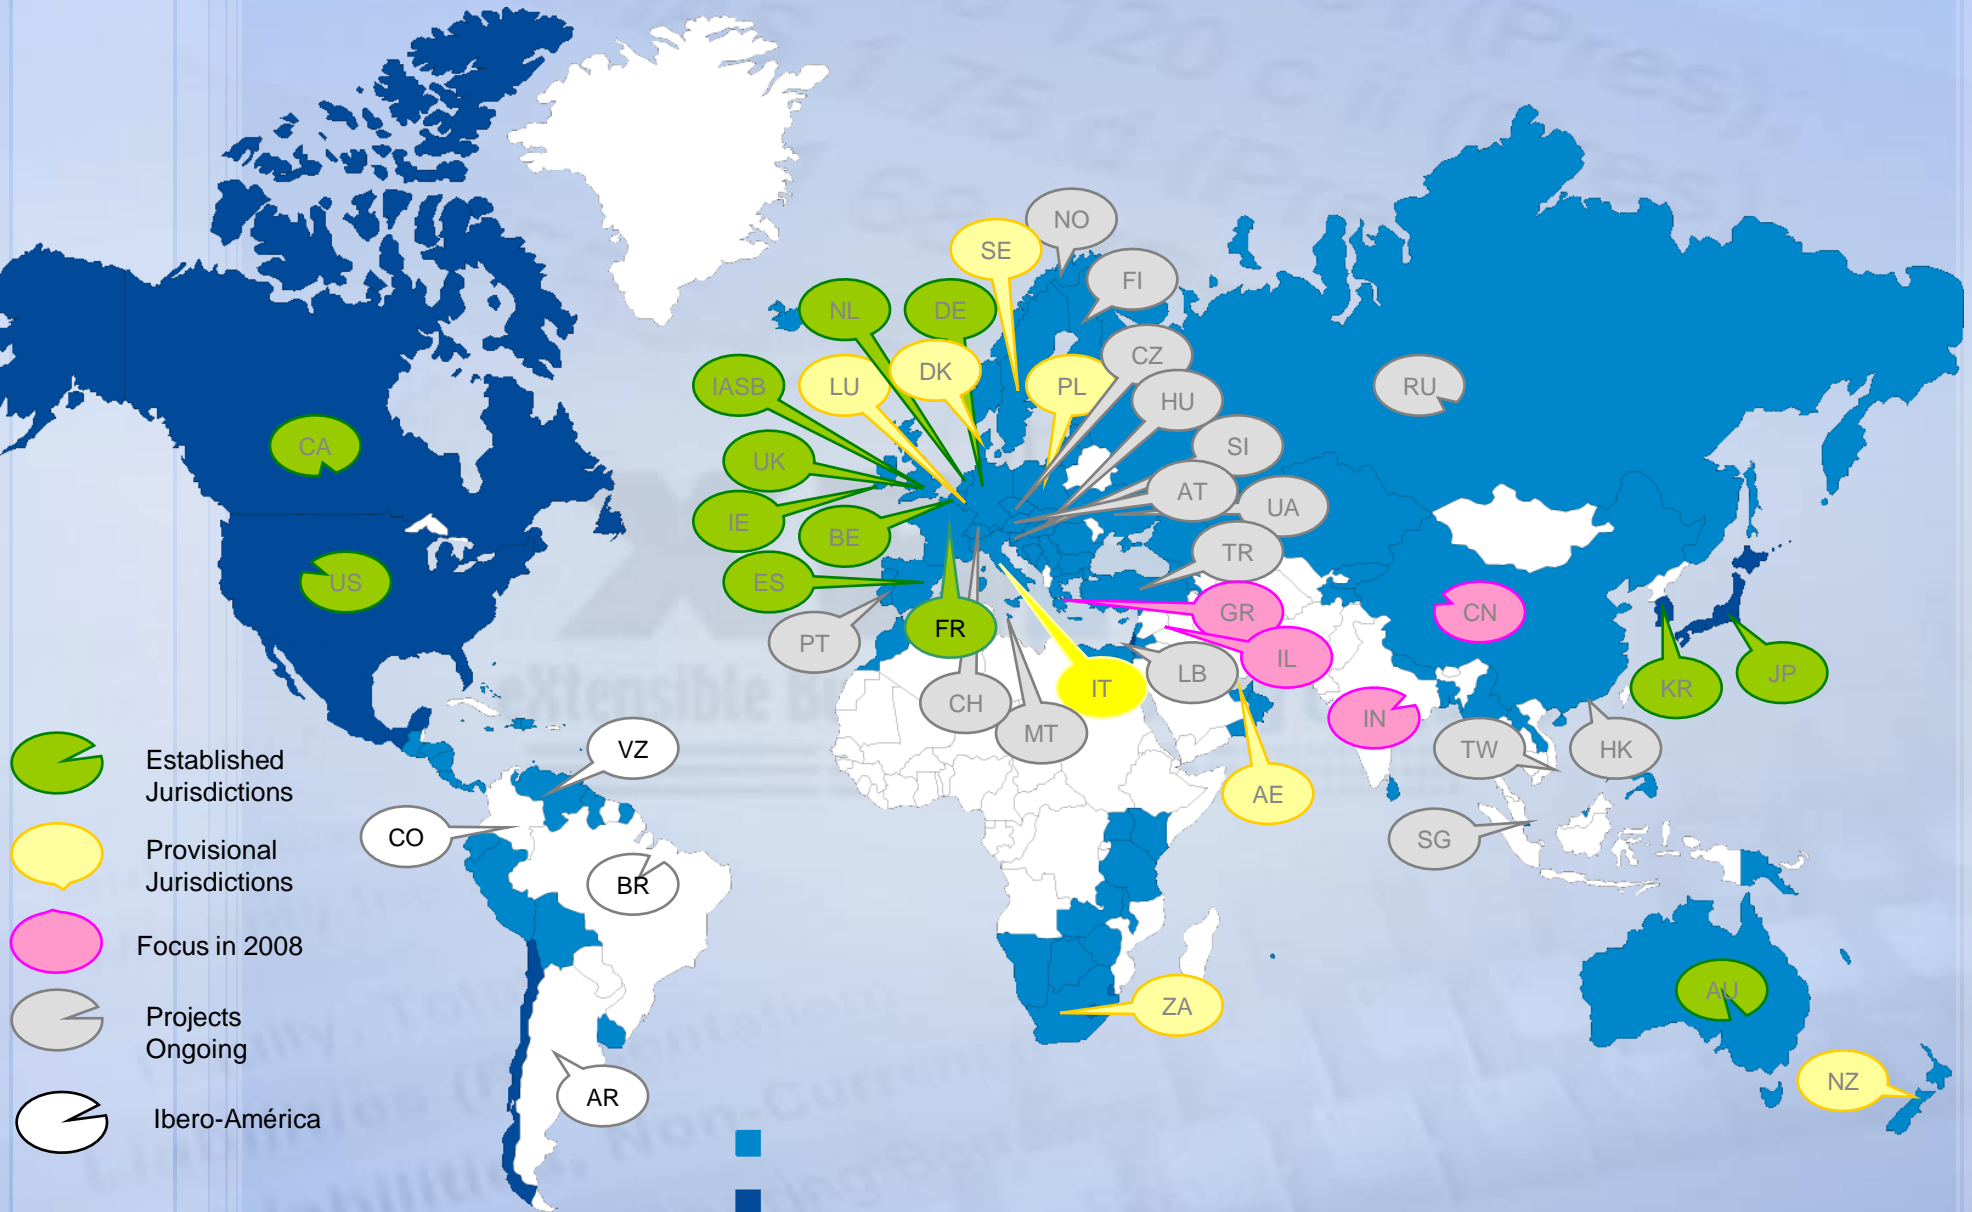 NO
SE
FI
NL
DE
CZ
IASB
LU
DK
PL
HU
RU
CA
UK
SI
AT
UA
IE
BE
TR
US
ES
GR
CN
PT
FR
IL
KR
JP
CH
IT
LB
MT
IN
TW
HK
VZ
AE
CO
SG
BR
ZA
AU
AR
NZ
Established
Jurisdictions
Provisional
Jurisdictions
Focus in 2008
Projects
Ongoing
Ibero-América